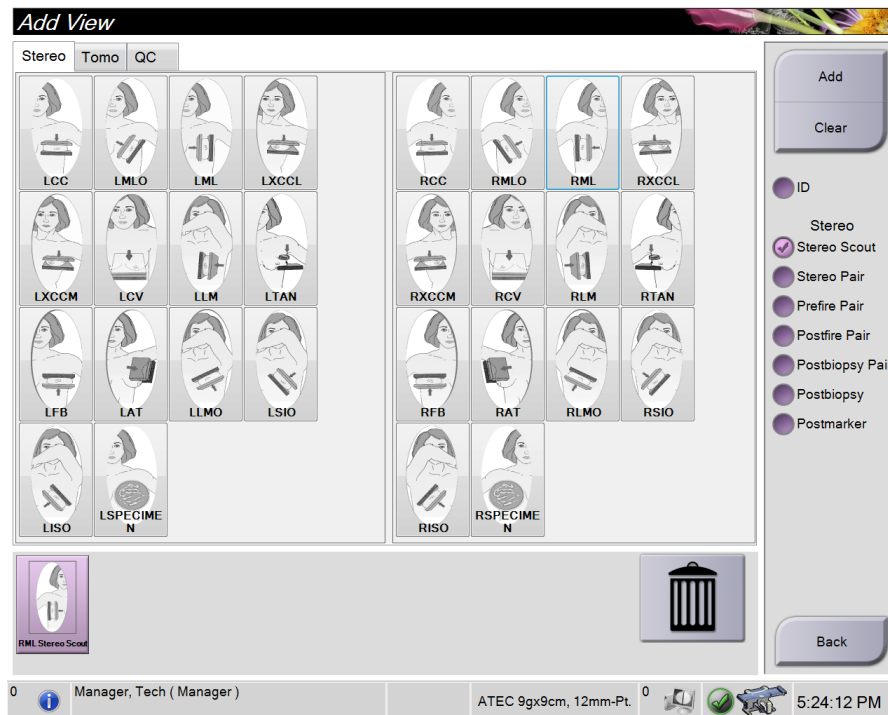 Add View
Stereo Tomo QC
LCC LMLO LML LXCCL RCC RMLO RML RXCCL
LXCCM LCV LLM LTAN RXCCM RCV RLM RTAN
LFB LAT LLMO LSIO RFB RAT RLMO RSIO
LISO LSPECIME
N
RISO RSPECIME
N
Add
Clear
ID
Stereo
Stereo Scout
Stereo Pair
Prefire Pair
Postfire Pair
Postbiopsy Pai
Postbiopsy
Postmarker
RML Stereo Scout
Back
0 Manager, Tech ( Manager ) ATEC 9gx9cm, 12mm-Pt. 0 5:24:12 PM